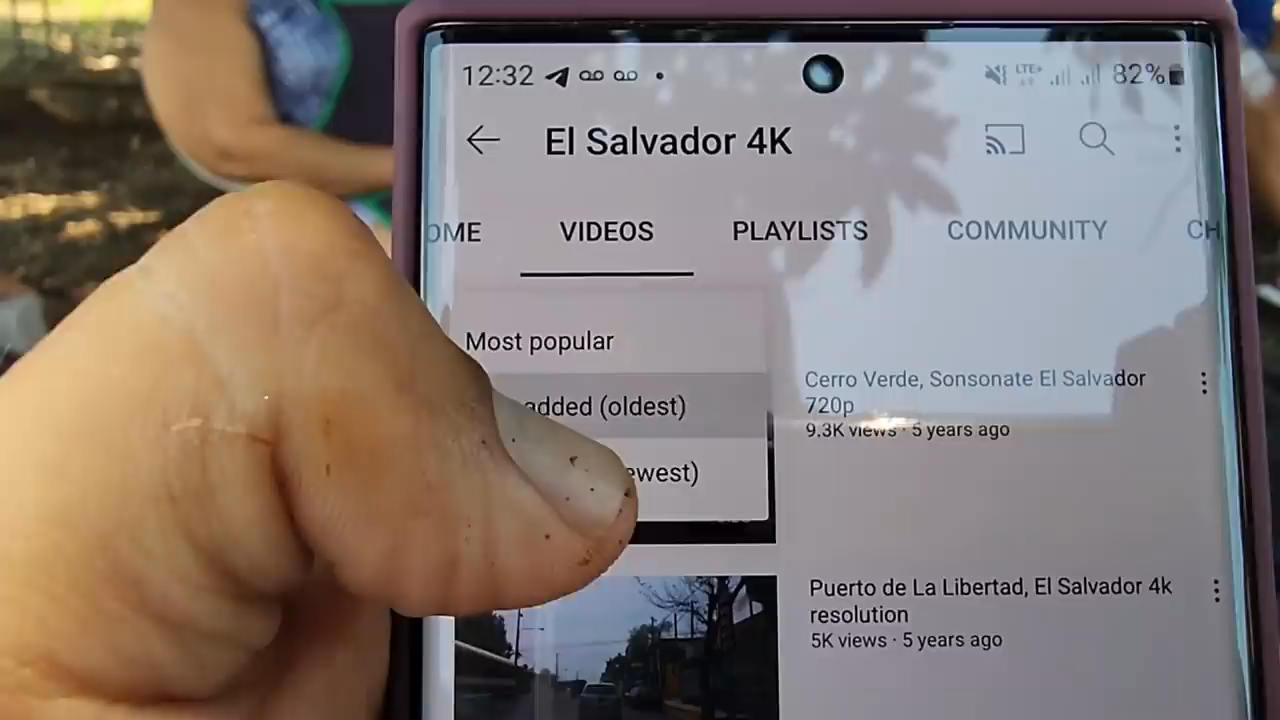 12:32 LTE+ 82%
El Salvador 4K
OME VIDEOS PLAYLISTS COMMUNITY CH
Most popular
added (oldest)
ewest)
Cerro Verde, Sonsonate El Salvador
720p
9.3K views · 5 years ago
Puerto de La Libertad, El Salvador 4k
resolution
5K views · 5 years ago